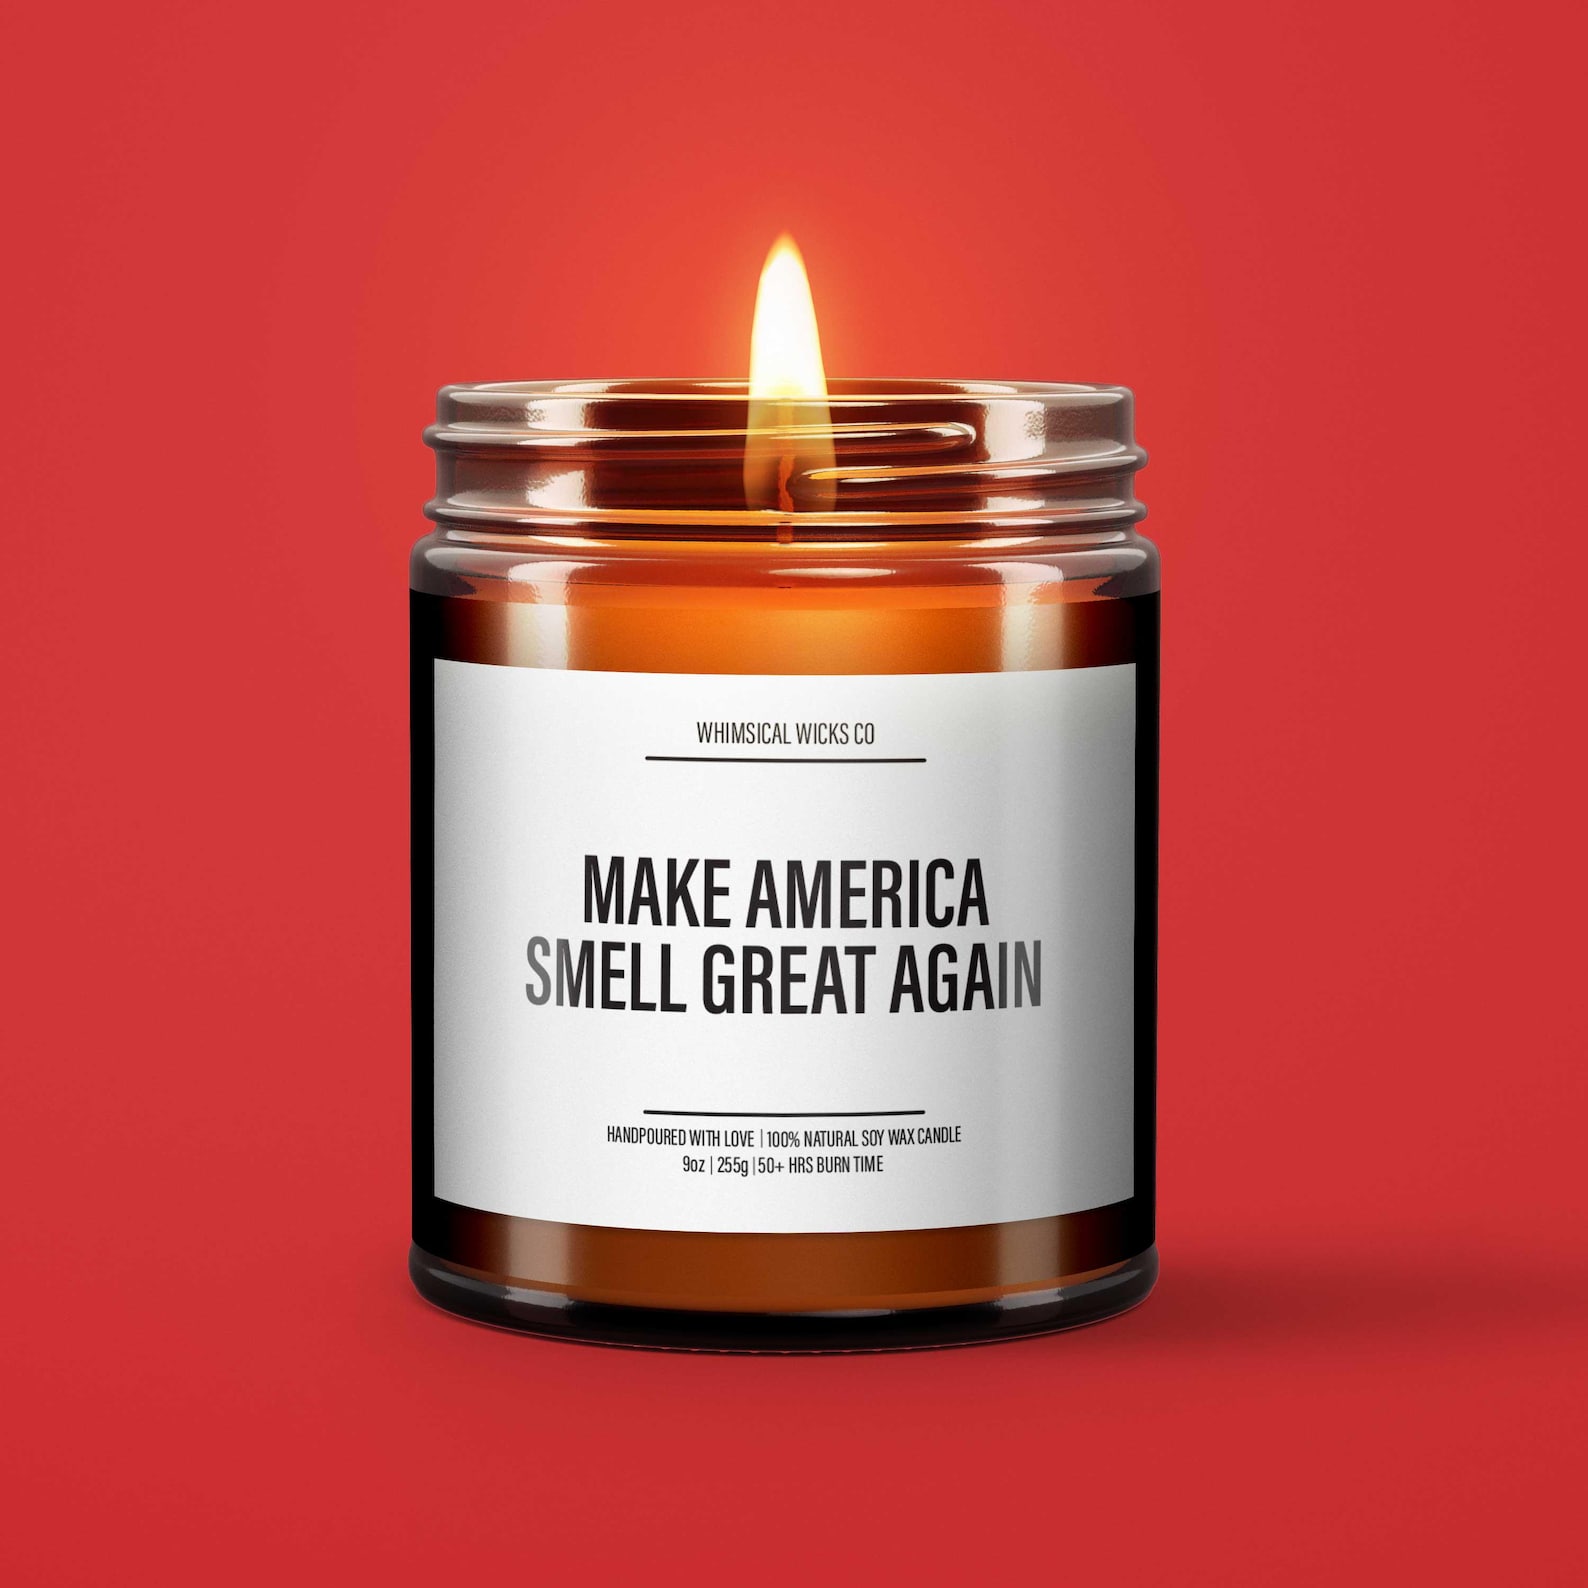 WHIMSICAL WICKS CO
MAKE AMERICA
SMELL GREAT AGAIN
HANDPOURED WITH LOVE | 100% NATURAL SOY WAX CANDLE
9oz | 255g | 50+ HRS BURN TIME